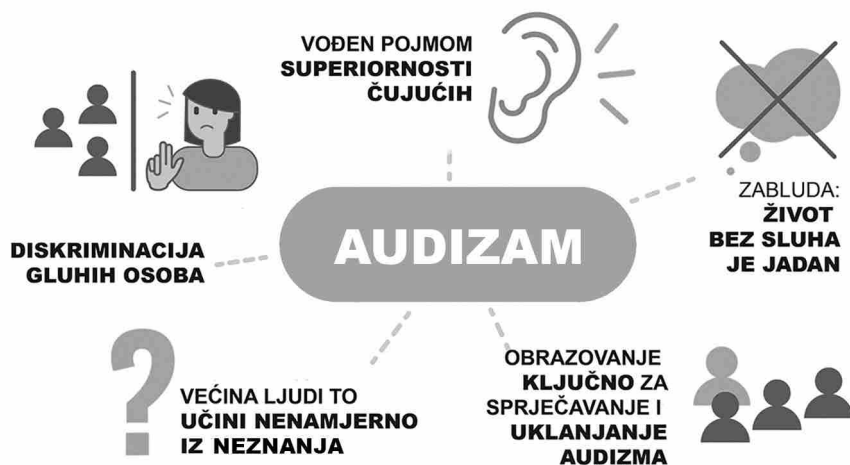 VOĐEN POJMOM
SUPERIORNOSTI
ČUJUĆIH
ZABLUDA:
ŽIVOT
BEZ SLUHA
JE JADAN
AUDIZAM
DISKRIMINACIJA
GLUHIH OSOBA
?
VEĆINA LJUDI TO
UČINI NENAMJERNO
IZ NEZNANJA
OBRAZOVANJE
KLJUČNO ZA
SPRJEČAVANJE I
UKLANJANJE
AUDIZMA